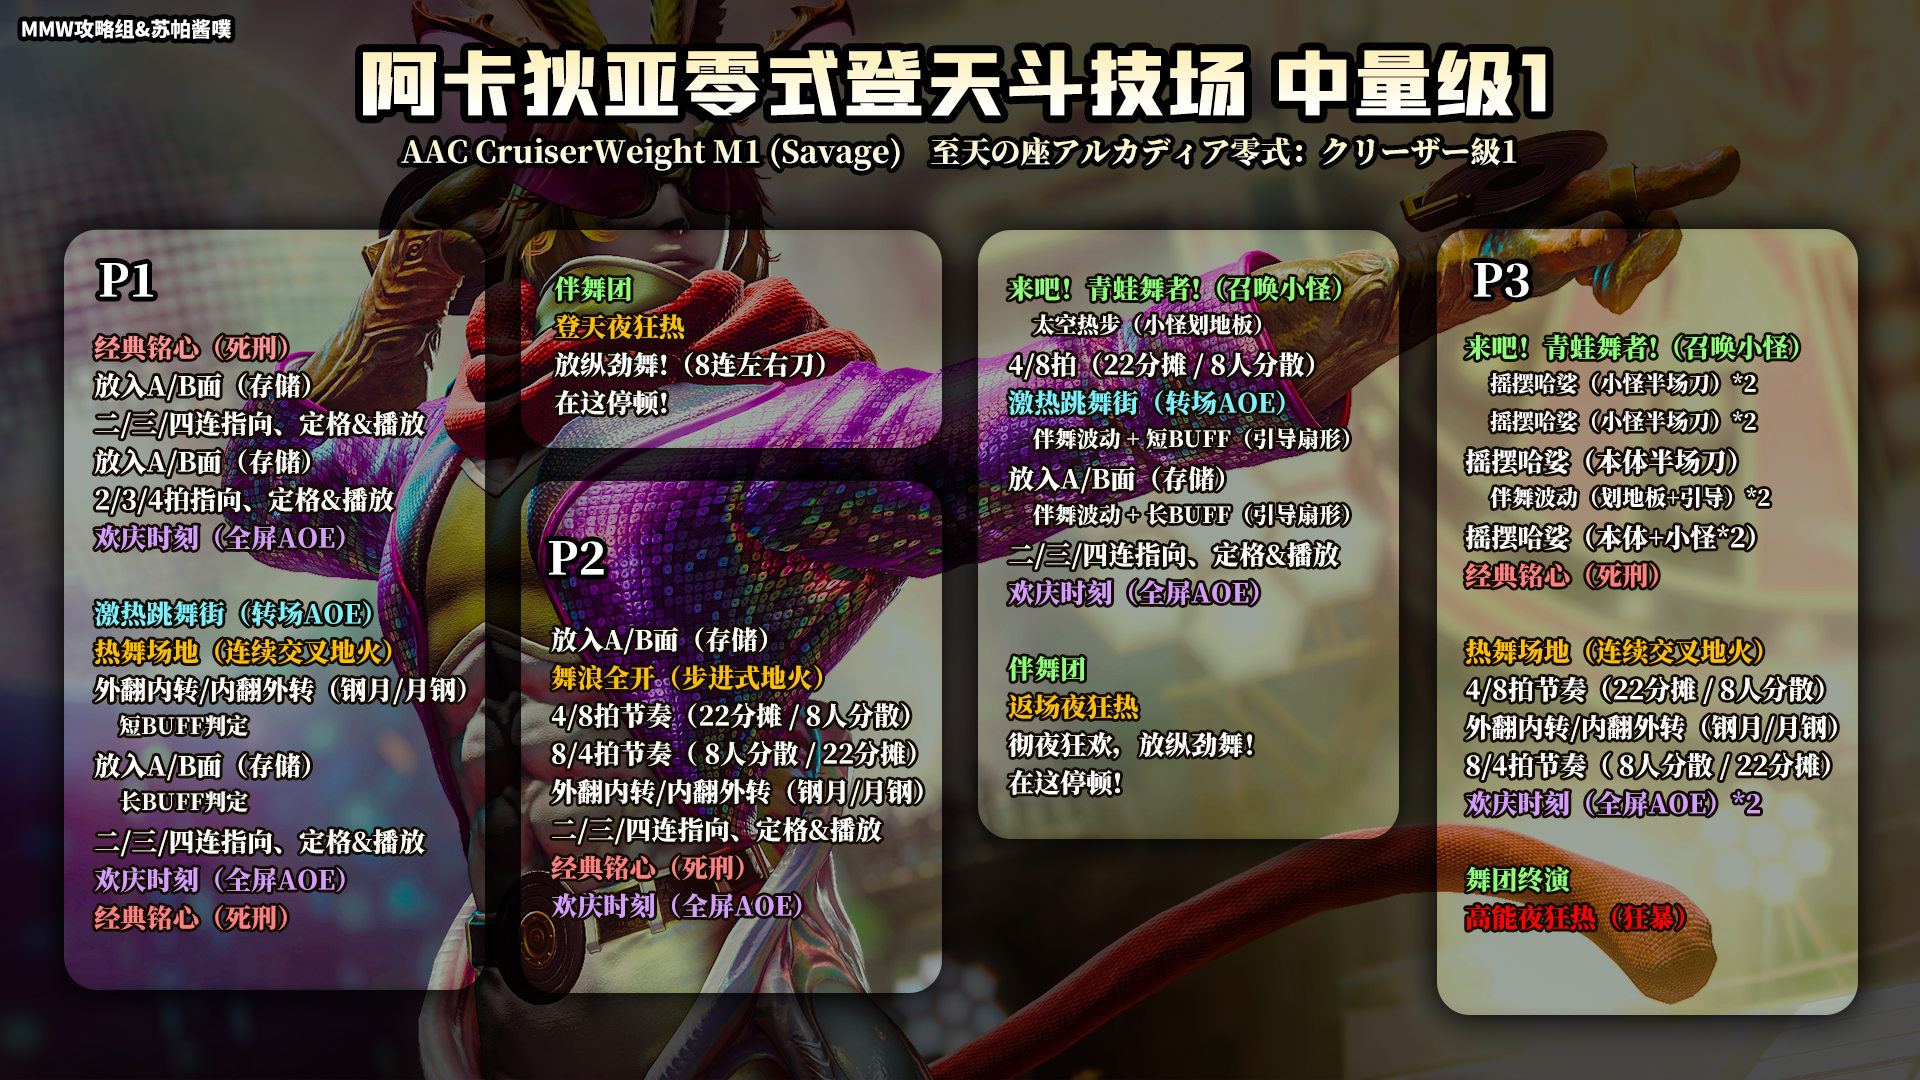 MMW攻略组&苏帕酱噗
阿卡狄亚零式登天斗技场 中量级1
AAC CruiserWeight M1 (Savage)　至天の座アルカディア零式：クリーザー級1
P1
经典铭心（死刑）
放入A/B面（存储）
二/三/四连指向、定格&播放
放入A/B面（存储）
2/3/4拍指向、定格&播放
欢庆时刻（全屏AOE）
激热跳舞街（转场AOE）
热舞场地（连续交叉地火）
外翻内转/内翻外转（钢月/月钢）
短BUFF判定
放入A/B面（存储）
长BUFF判定
二/三/四连指向、定格&播放
欢庆时刻（全屏AOE）
经典铭心（死刑）
伴舞团
登天夜狂热
放纵劲舞!（8连左右刀）
在这停顿!
P2
放入A/B面（存储）
舞浪全开（步进式地火）
4/8拍节奏（22分摊 / 8人分散）
8/4拍节奏（ 8人分散 / 22分摊）
外翻内转/内翻外转（钢月/月钢）
二/三/四连指向、定格&播放
经典铭心（死刑）
欢庆时刻（全屏AOE）
来吧！青蛙舞者!（召唤小怪）
太空热步（小怪划地板）
4/8拍（22分摊 / 8人分散）
激热跳舞街（转场AOE）
伴舞波动 + 短BUFF（引导扇形）
放入A/B面（存储）
伴舞波动 + 长BUFF（引导扇形）
二/三/四连指向、定格&播放
欢庆时刻（全屏AOE）
伴舞团
返场夜狂热
彻夜狂欢，放纵劲舞!
在这停顿!
P3
来吧！青蛙舞者!（召唤小怪）
摇摆哈娑（小怪半场刀）*2
摇摆哈娑（小怪半场刀）*2
摇摆哈娑（本体半场刀）
伴舞波动（划地板+引导）*2
摇摆哈娑（本体+小怪*2）
经典铭心（死刑）
热舞场地（连续交叉地火）
4/8拍节奏（22分摊 / 8人分散）
外翻内转/内翻外转（钢月/月钢）
8/4拍节奏（ 8人分散 / 22分摊）
欢庆时刻（全屏AOE）*2
舞团终演
高能夜狂热（狂暴）